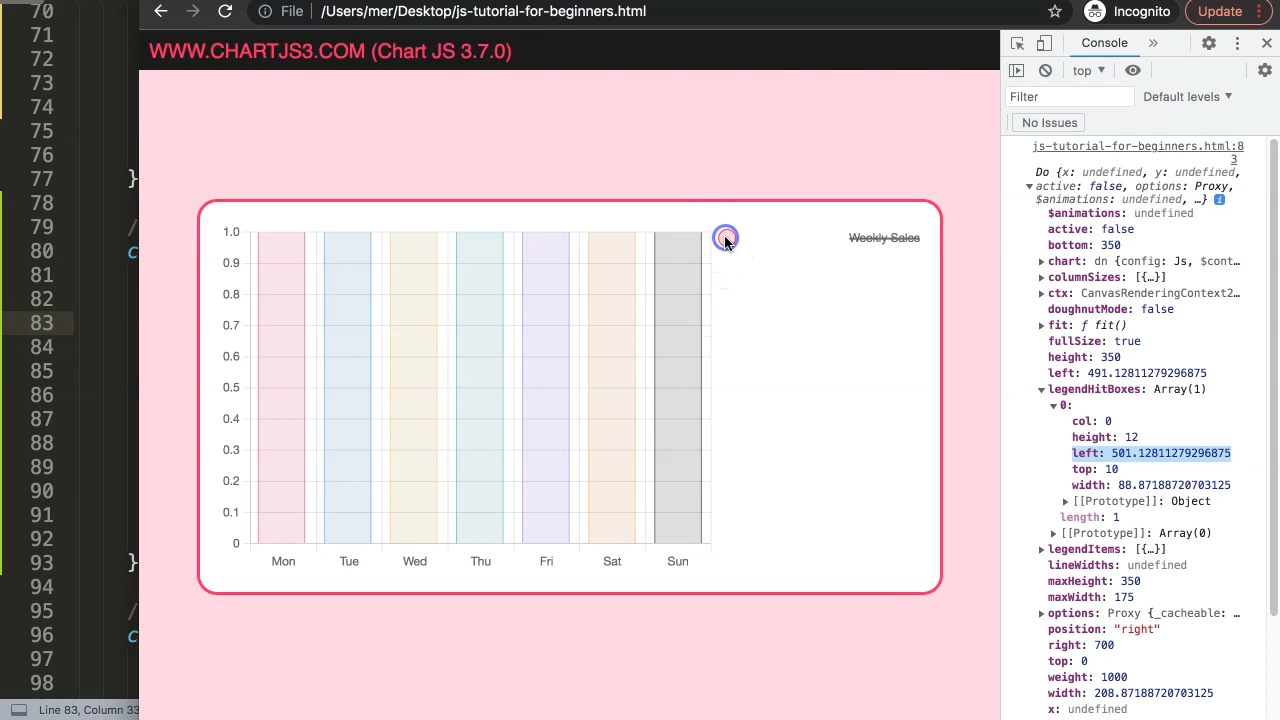 70
71
72
73
74
75
76
77 }
78
79 /
80 c
81
82
83
84
85
86
87
88
89
90
91
92
93 }
94
95 /
96 c
97
98
Line 83, Column 33
File /Users/mer/Desktop/js-tutorial-for-beginners.html
Incognito
Update
WWW.CHARTJS3.COM (Chart JS 3.7.0)
Weekly Sales
1.0
0.9
0.8
0.7
0.6
0.5
0.4
0.3
0.2
0.1
0
Mon Tue Wed Thu Fri Sat Sun
Console »
top ▼
Filter
Default levels ▼
No Issues
js-tutorial-for-beginners.html:8
3
Do {x: undefined, y: undefined,
active: false, options: Proxy,
$animations: undefined, …} i
$animations: undefined
active: false
bottom: 350
chart: dn {config: Js, $cont…
columnSizes: [{…}]
ctx: CanvasRenderingContext2…
doughnutMode: false
fit: ƒ fit()
fullSize: true
height: 350
left: 491.12811279296875
legendHitBoxes: Array(1)
0:
col: 0
height: 12
left: 501.12811279296875
top: 10
width: 88.87188720703125
[[Prototype]]: Object
length: 1
[[Prototype]]: Array(0)
legendItems: [{…}]
lineWidths: undefined
maxHeight: 350
maxWidth: 175
options: Proxy {_cacheable: …
position: "right"
right: 700
top: 0
weight: 1000
width: 208.87188720703125
x: undefined